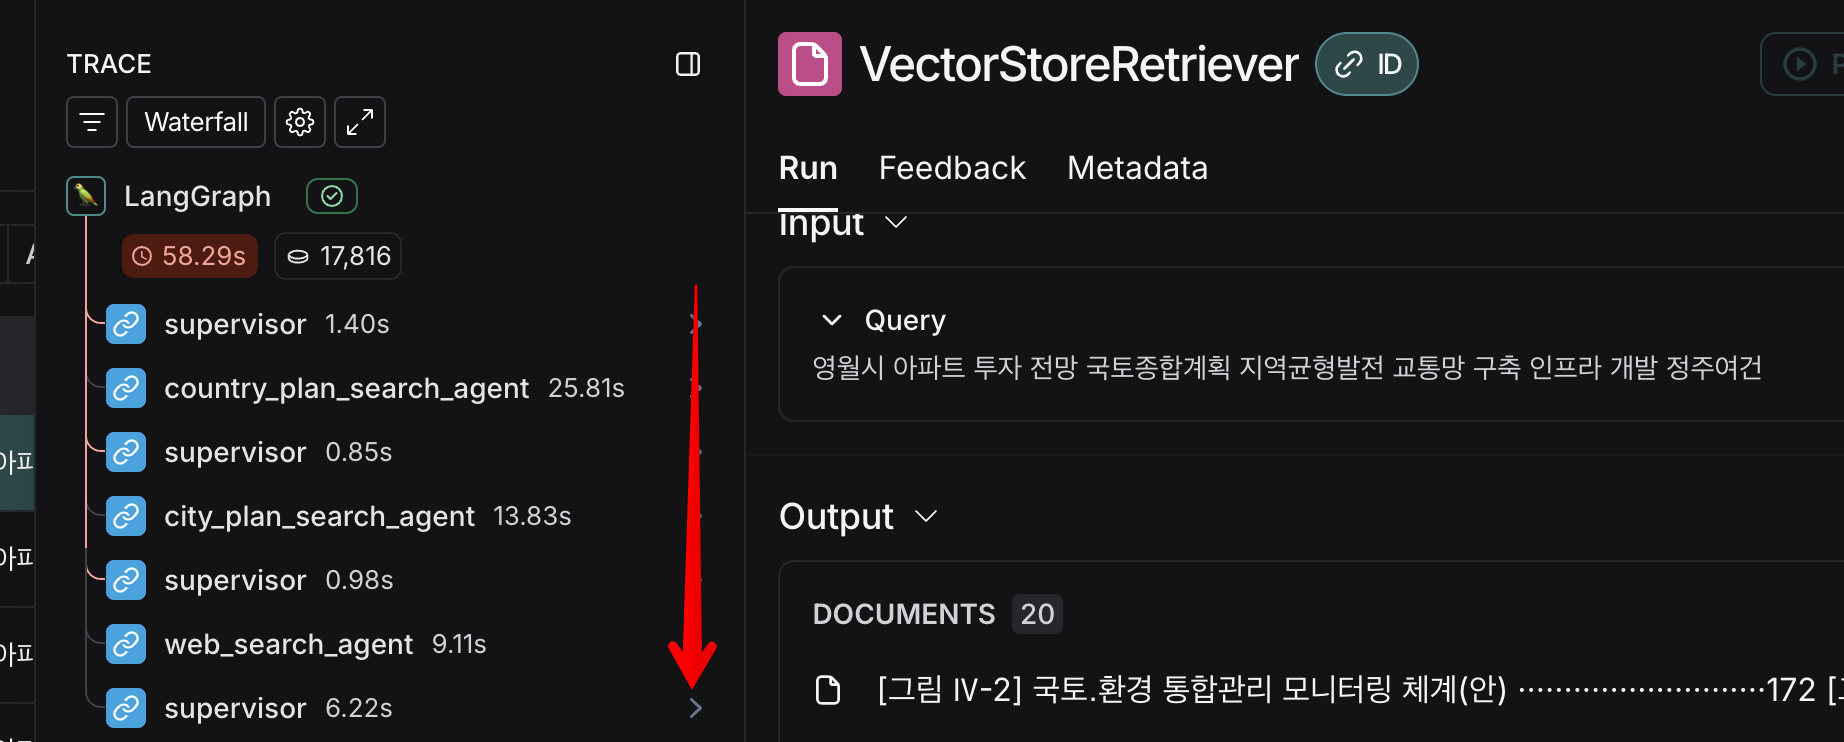 TRACE
Waterfall
LangGraph
58.29s 17,816
supervisor 1.40s
country_plan_search_agent 25.81s
supervisor 0.85s
city_plan_search_agent 13.83s
supervisor 0.98s
web_search_agent 9.11s
supervisor 6.22s
VectorStoreRetriever ID
Run Feedback Metadata
Input
Query
영월시 아파트 투자 전망 국토종합계획 지역균형발전 교통망 구축 인프라 개발 정주여건
Output
DOCUMENTS 20
[그림 Ⅳ-2] 국토.환경 통합관리 모니터링 체계(안) ··························172